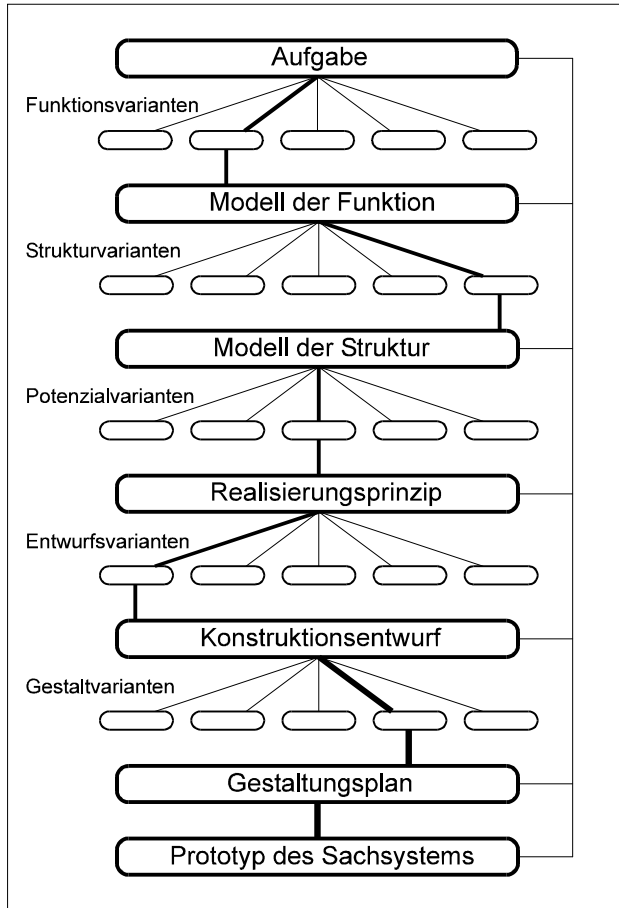 Aufgabe
Funktionsvarianten
Modell der Funktion
Strukturvarianten
Modell der Struktur
Potenzialvarianten
Realisierungsprinzip
Entwurfsvarianten
Konstruktionsentwurf
Gestaltvarianten
Gestaltungsplan
Prototyp des Sachsystems